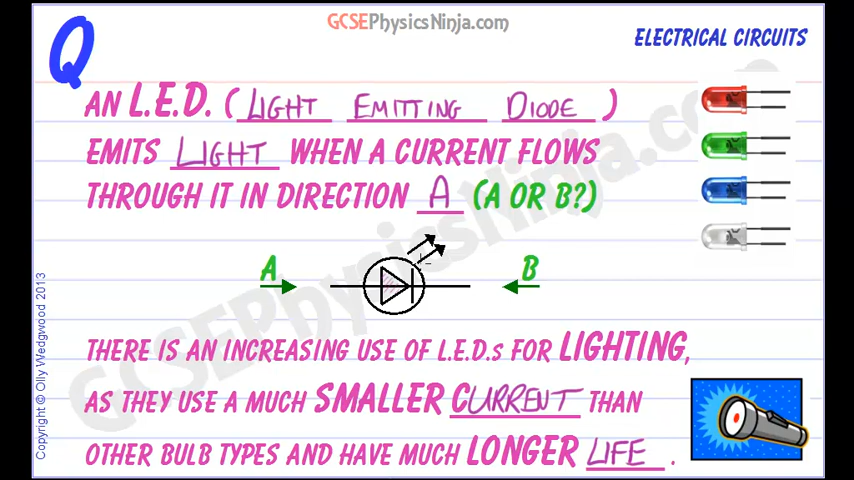 GCSEPhysicsNinja.com
Q
ELECTRICAL CIRCUITS
AN L.E.D. (LIGHT EMITTING DIODE)
EMITS LIGHT WHEN A CURRENT FLOWS
THROUGH IT IN DIRECTION A (A OR B?)
A B
THERE IS AN INCREASING USE OF L.E.D.s FOR LIGHTING,
AS THEY USE A MUCH SMALLER CURRENT THAN
OTHER BULB TYPES AND HAVE MUCH LONGER LIFE.
Copyright © Olly Wedgwood 2013
GCSEPhysicsNinja.com